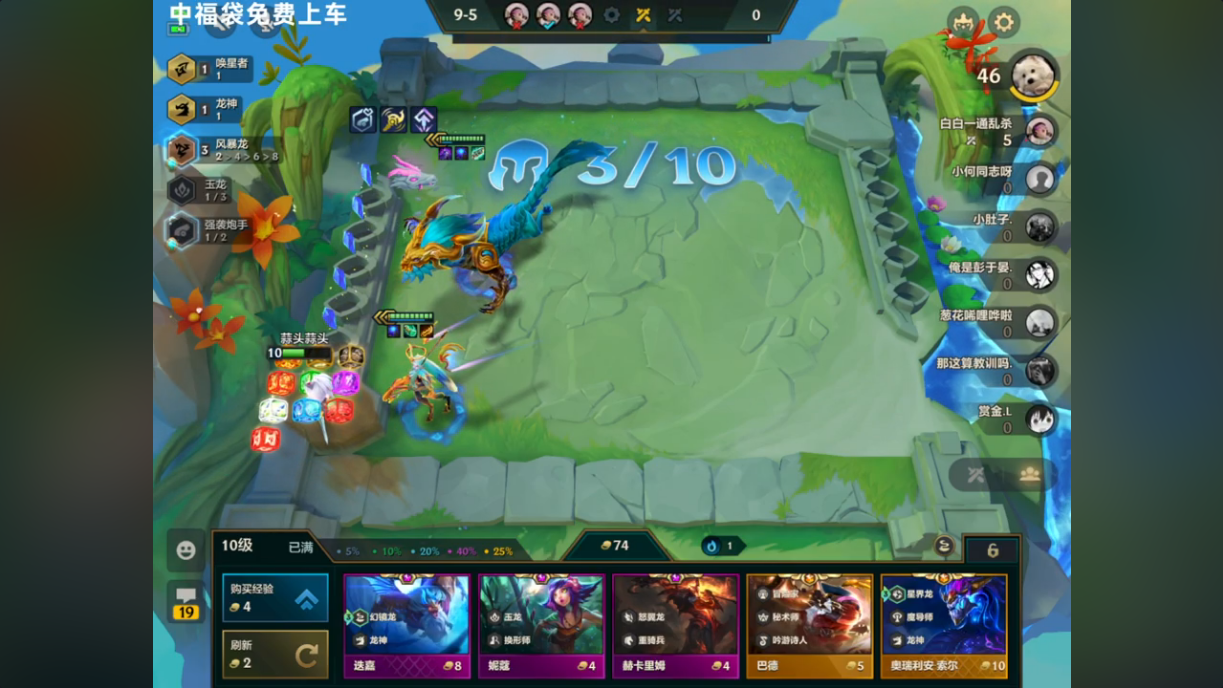 中福袋免费上车
9-5
0
1 唤星者
1
1 龙神
1
3 风暴龙
2 > 4 > 6 > 8
玉龙
1 / 3
强袭炮手
1 / 2
3/10
46
白白一通乱杀
5
小何同志呀
0
小肚子.
0
俺是彭于晏.
0
葱花唏哩哗啦
0
那这算教训吗.
0
赏金.L
0
蒜头蒜头
10
19
10级
已满
5% 10% 20% 40% 25%
74
1
6
购买经验
4
刷新
2
幻镜龙
龙神
迭嘉 8
玉龙
换形师
妮蔻 4
怒翼龙
重骑兵
赫卡里姆 4
冒险家
秘术师
吟游诗人
巴德 5
星界龙
魔导师
龙神
奥瑞利安·索尔 10